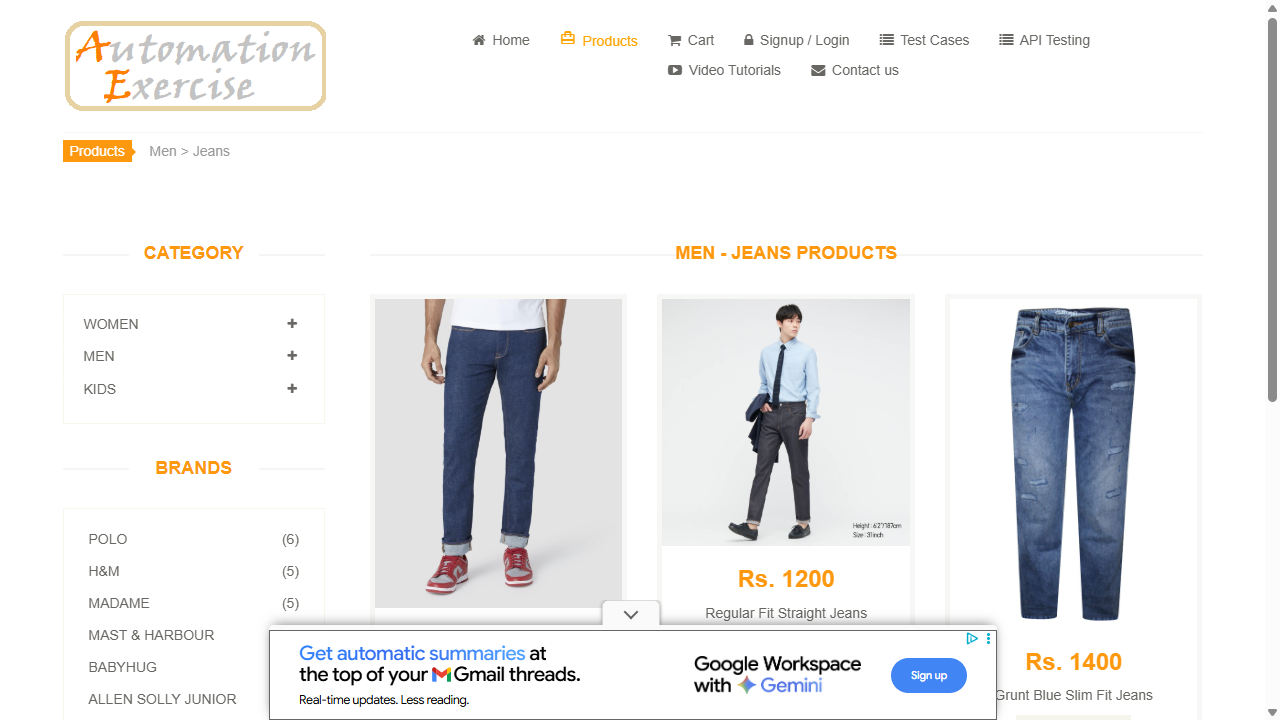 Automation
Exercise
Home
Products
Cart
Signup / Login
Test Cases
API Testing
Video Tutorials
Contact us
Products
Men > Jeans
CATEGORY
WOMEN
MEN
KIDS
BRANDS
POLO (6)
H&M (5)
MADAME (5)
MAST & HARBOUR
BABYHUG
ALLEN SOLLY JUNIOR
MEN - JEANS PRODUCTS
Height : 6'2"/187cm
Size : 31inch
Rs. 1200
Regular Fit Straight Jeans
Rs. 1400
Grunt Blue Slim Fit Jeans
Get automatic summaries at
the top of your Gmail threads.
Real-time updates. Less reading.
Google Workspace
with Gemini
Sign up